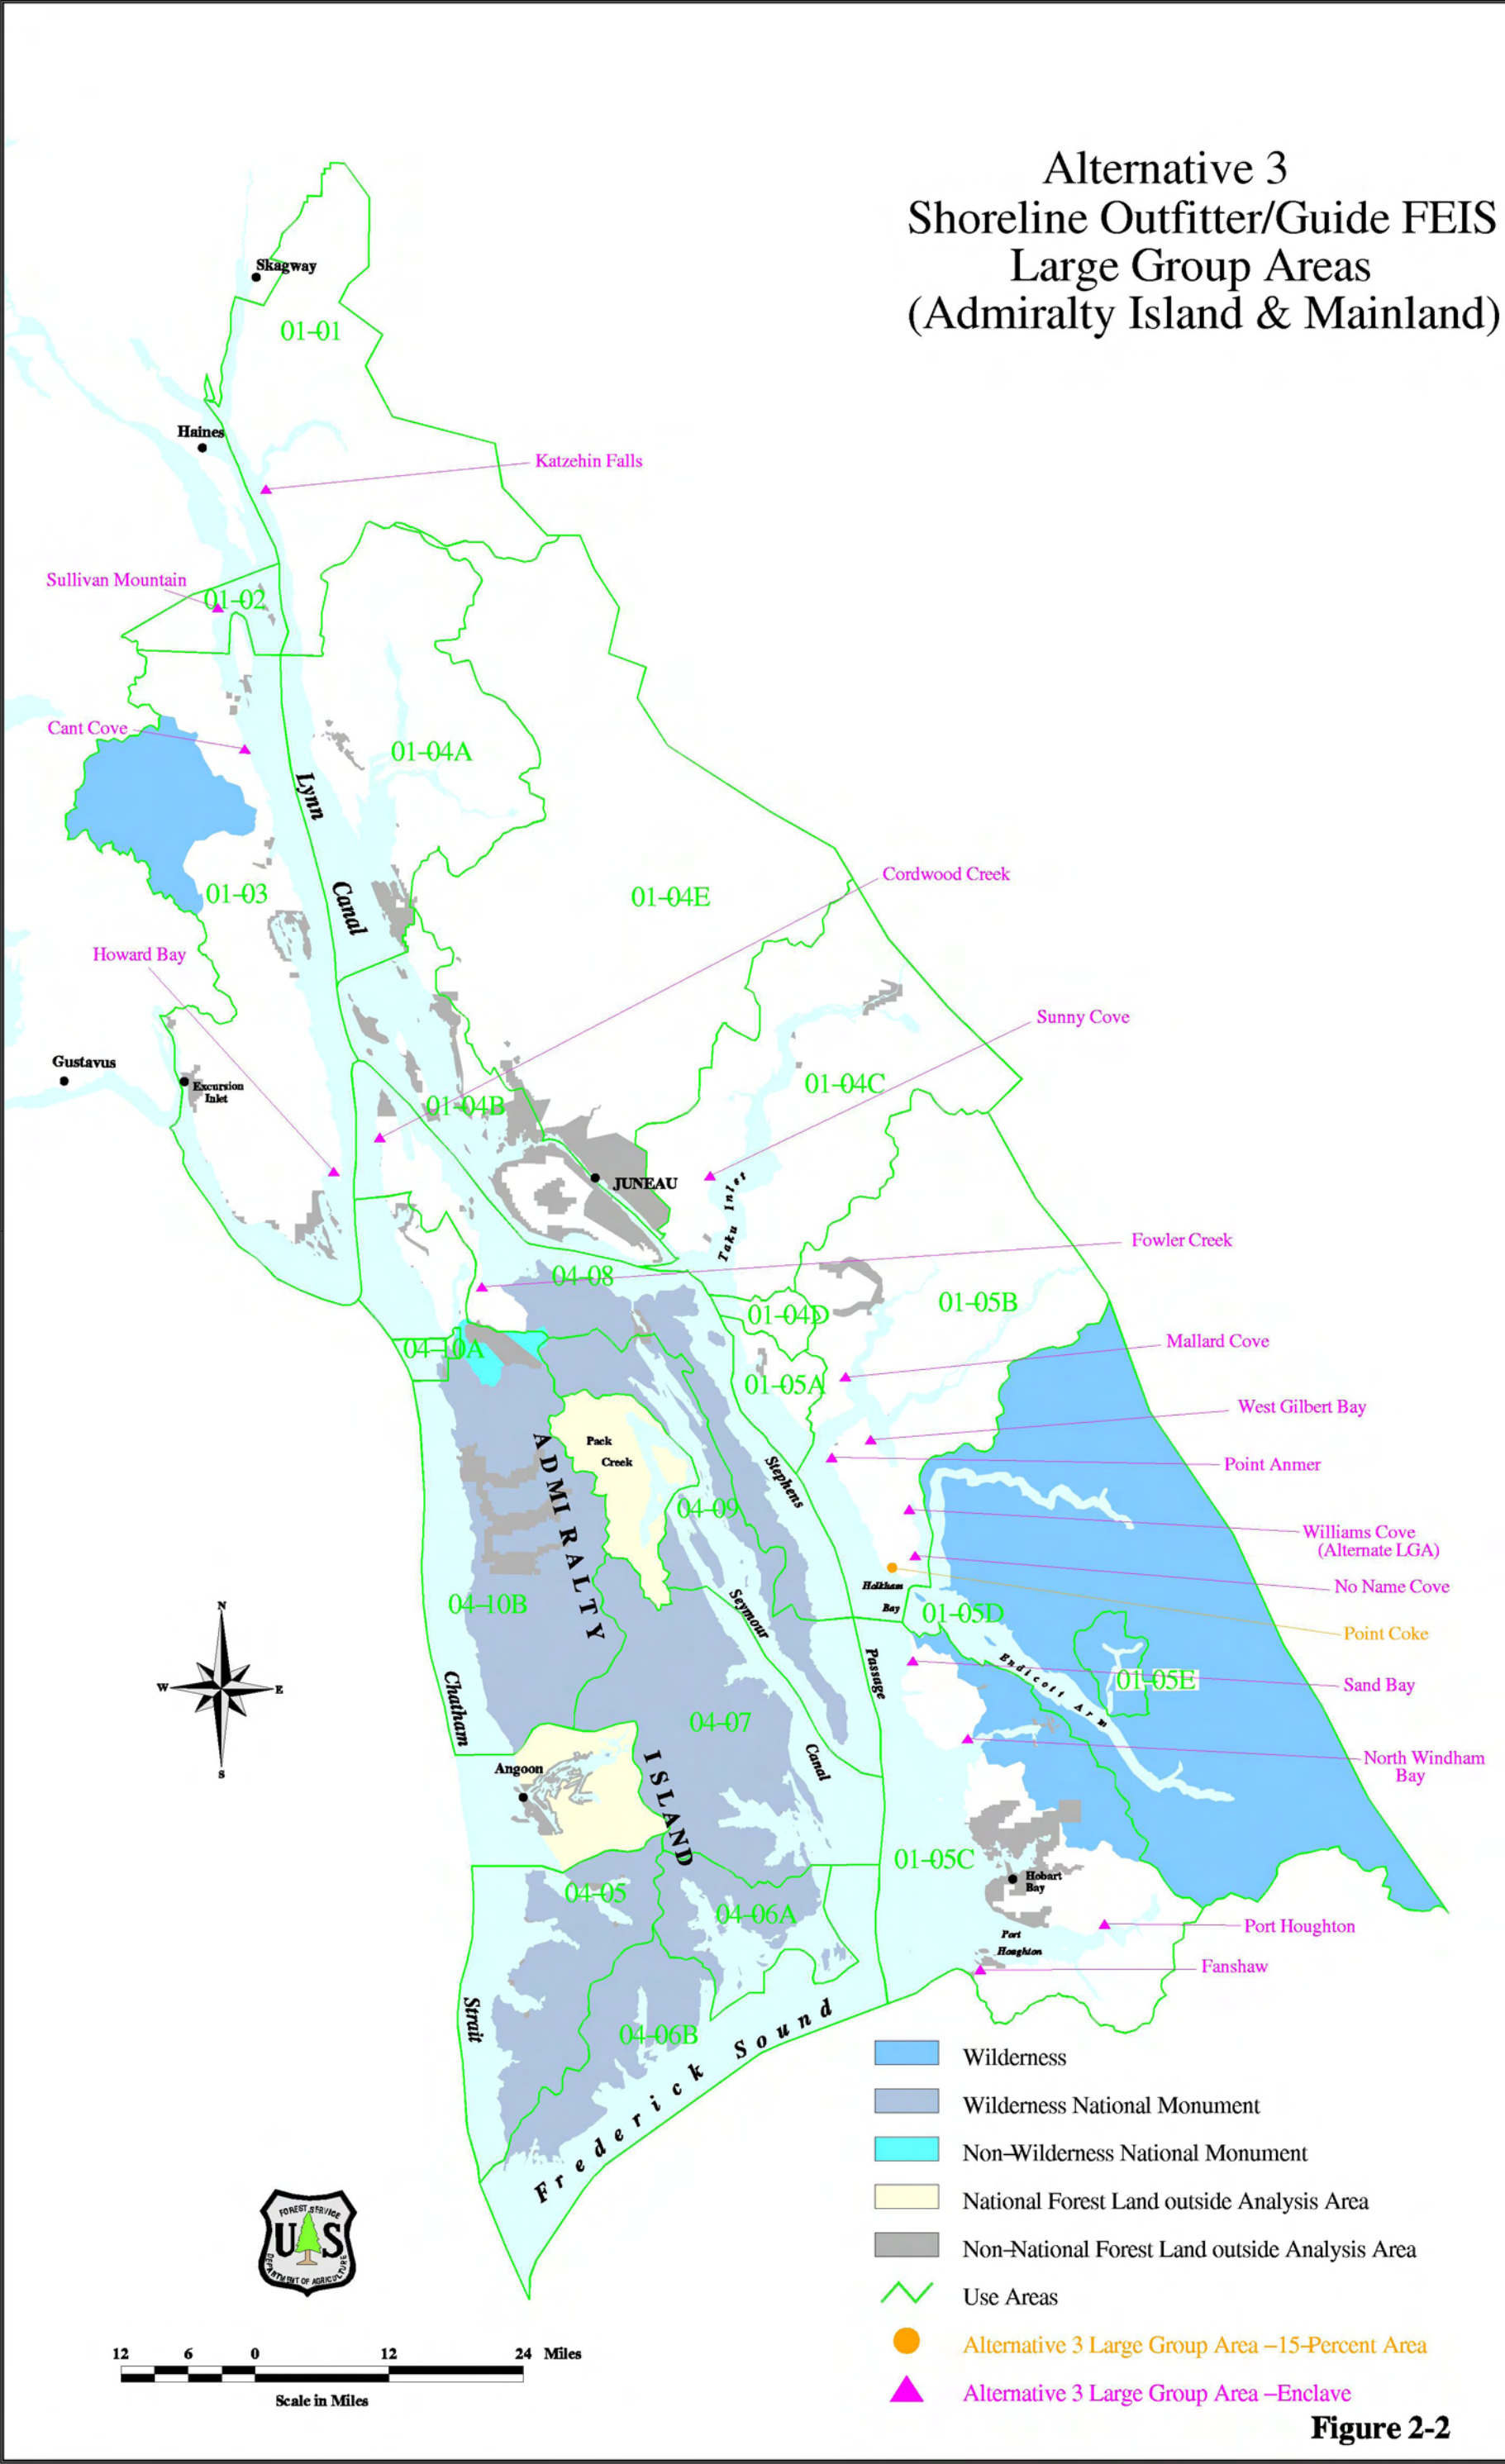 Alternative 3
Shoreline Outfitter/Guide FEIS
Large Group Areas
(Admiralty Island & Mainland)
Skagway
01-01
Haines
Katzehin Falls
Sullivan Mountain
01-02
Cant Cove
01-04A
Lynn
Canal
Cordwood Creek
01-03
01-04E
Howard Bay
Sunny Cove
Gustavus
Excursion
Inlet
01-04C
01-04B
JUNEAU
Taku Inlet
Fowler Creek
04-08
01-04D
01-05B
04-10A
Mallard Cove
01-05A
West Gilbert Bay
Pack
Creek
Point Anmer
Stephens
04-09
Williams Cove
(Alternate LGA)
ADMIRALTY
No Name Cove
Holkham
Bay
04-10B
01-05D
Seymour
Point Coke
N
W E
S
Endicott Arm
01-05E
Sand Bay
Passage
Chatham
04-07
North Windham
Bay
Canal
Angoon
ISLAND
01-05C
Hobart
Bay
04-05
04-06A
Port Houghton
Port
Houghton
Fanshaw
Strait
04-06B
Frederick Sound
Wilderness
Wilderness National Monument
Non-Wilderness National Monument
National Forest Land outside Analysis Area
Non-National Forest Land outside Analysis Area
Use Areas
Alternative 3 Large Group Area –15-Percent Area
Alternative 3 Large Group Area –Enclave
FOREST SERVICE
US
DEPARTMENT OF AGRICULTURE
12 6 0 12 24 Miles
Scale in Miles
Figure 2-2